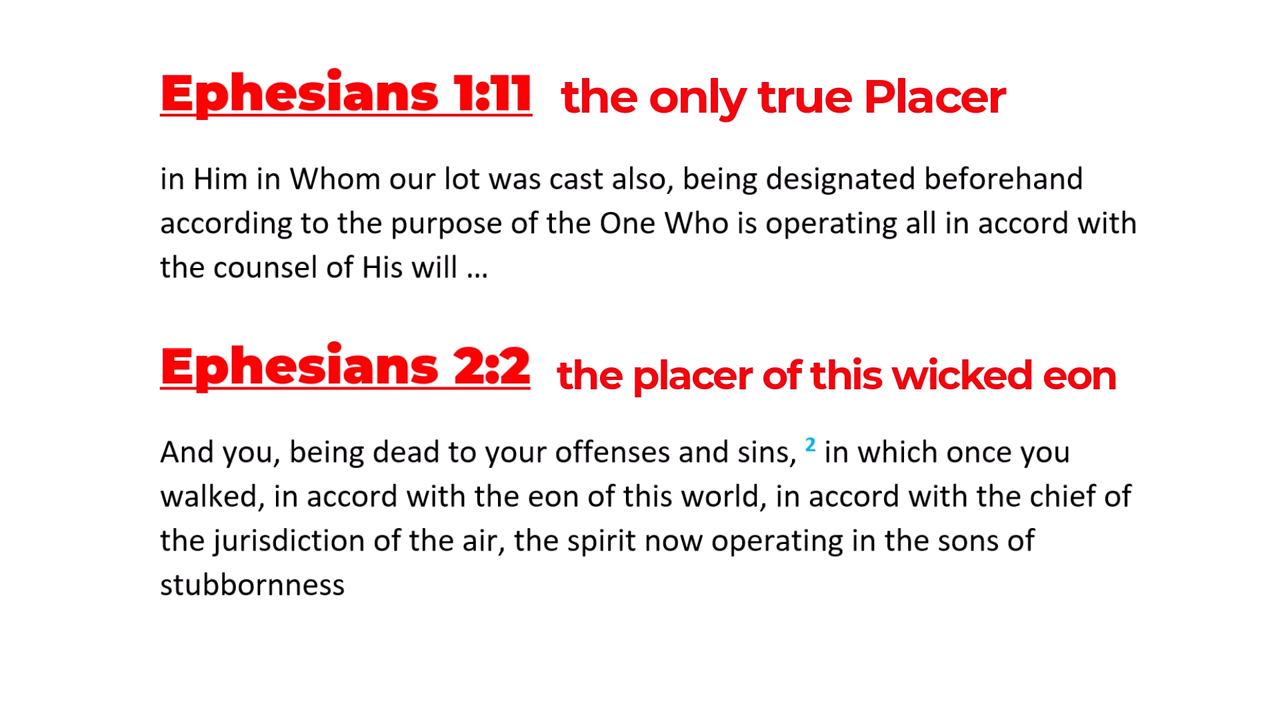 Ephesians 1:11 the only true Placer
in Him in Whom our lot was cast also, being designated beforehand
according to the purpose of the One Who is operating all in accord with
the counsel of His will ...
Ephesians 2:2 the placer of this wicked eon
And you, being dead to your offenses and sins, 2 in which once you
walked, in accord with the eon of this world, in accord with the chief of
the jurisdiction of the air, the spirit now operating in the sons of
stubbornness